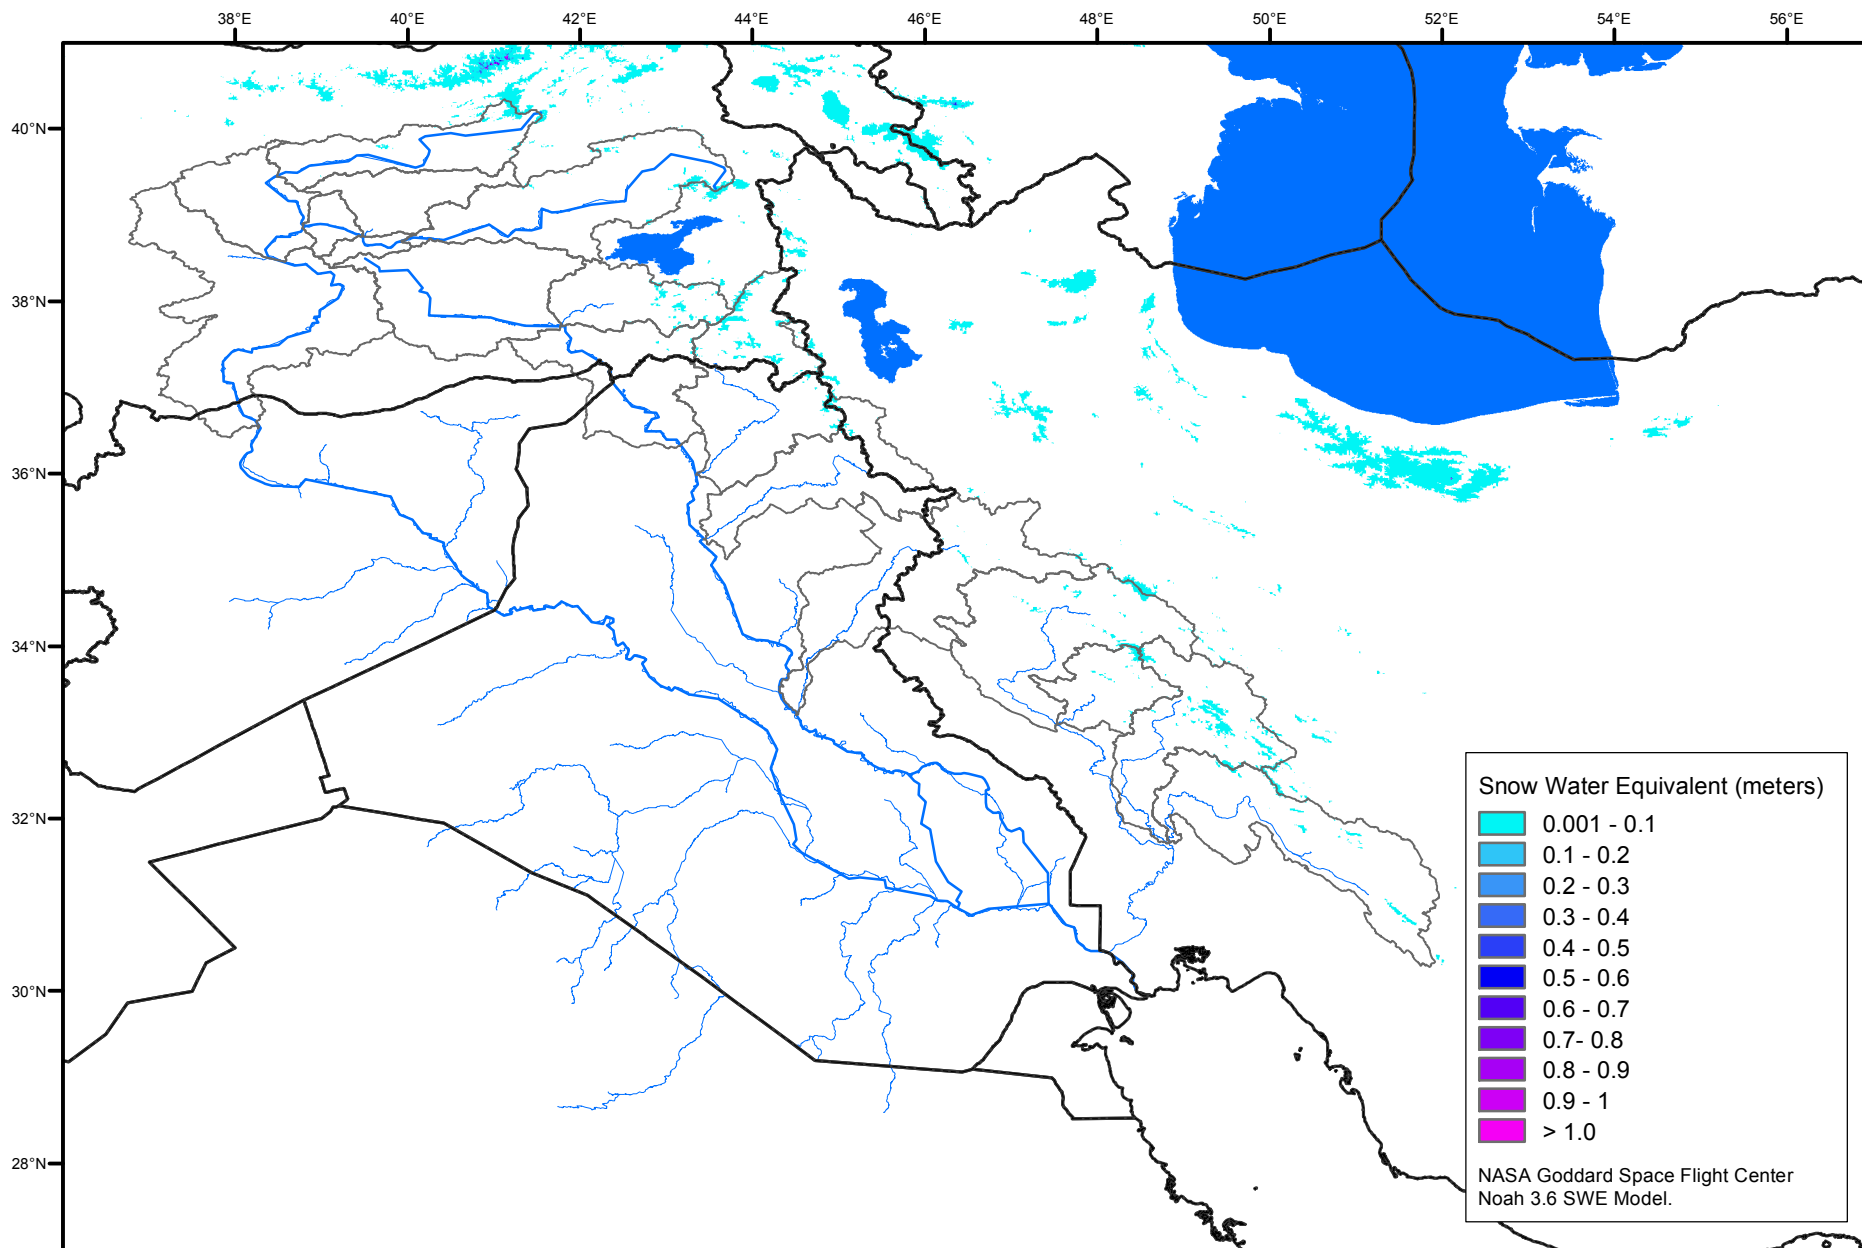 38°E 40°E 42°E 44°E 46°E 48°E 50°E 52°E 54°E 56°E
40°N
38°N
36°N
34°N
32°N
30°N
28°N
Snow Water Equivalent (meters)
0.001 - 0.1
0.1 - 0.2
0.2 - 0.3
0.3 - 0.4
0.4 - 0.5
0.5 - 0.6
0.6 - 0.7
0.7- 0.8
0.8 - 0.9
0.9 - 1
> 1.0
NASA Goddard Space Flight Center
Noah 3.6 SWE Model.